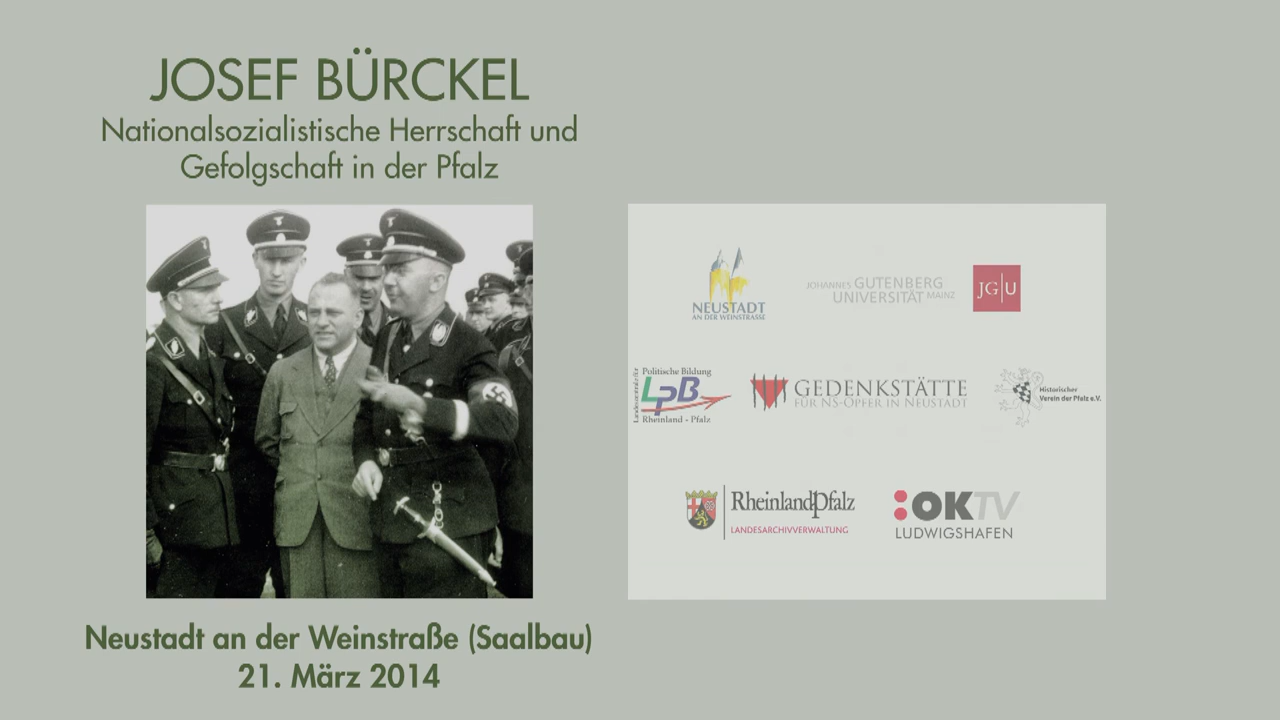 JOSEF BÜRCKEL
Nationalsozialistische Herrschaft und
Gefolgschaft in der Pfalz
Neustadt an der Weinstraße (Saalbau)
21. März 2014
NEUSTADT
AN DER WEINSTRASSE
JOHANNES GUTENBERG
UNIVERSITÄT MAINZ
JG|U
Landeszentrale für
Politische Bildung
LPB
Rheinland - Pfalz
GEDENKSTÄTTE
FÜR NS-OPFER IN NEUSTADT
Historischer
Verein der Pfalz e.V.
RheinlandPfalz
LANDESARCHIVVERWALTUNG
:OKTV
LUDWIGSHAFEN